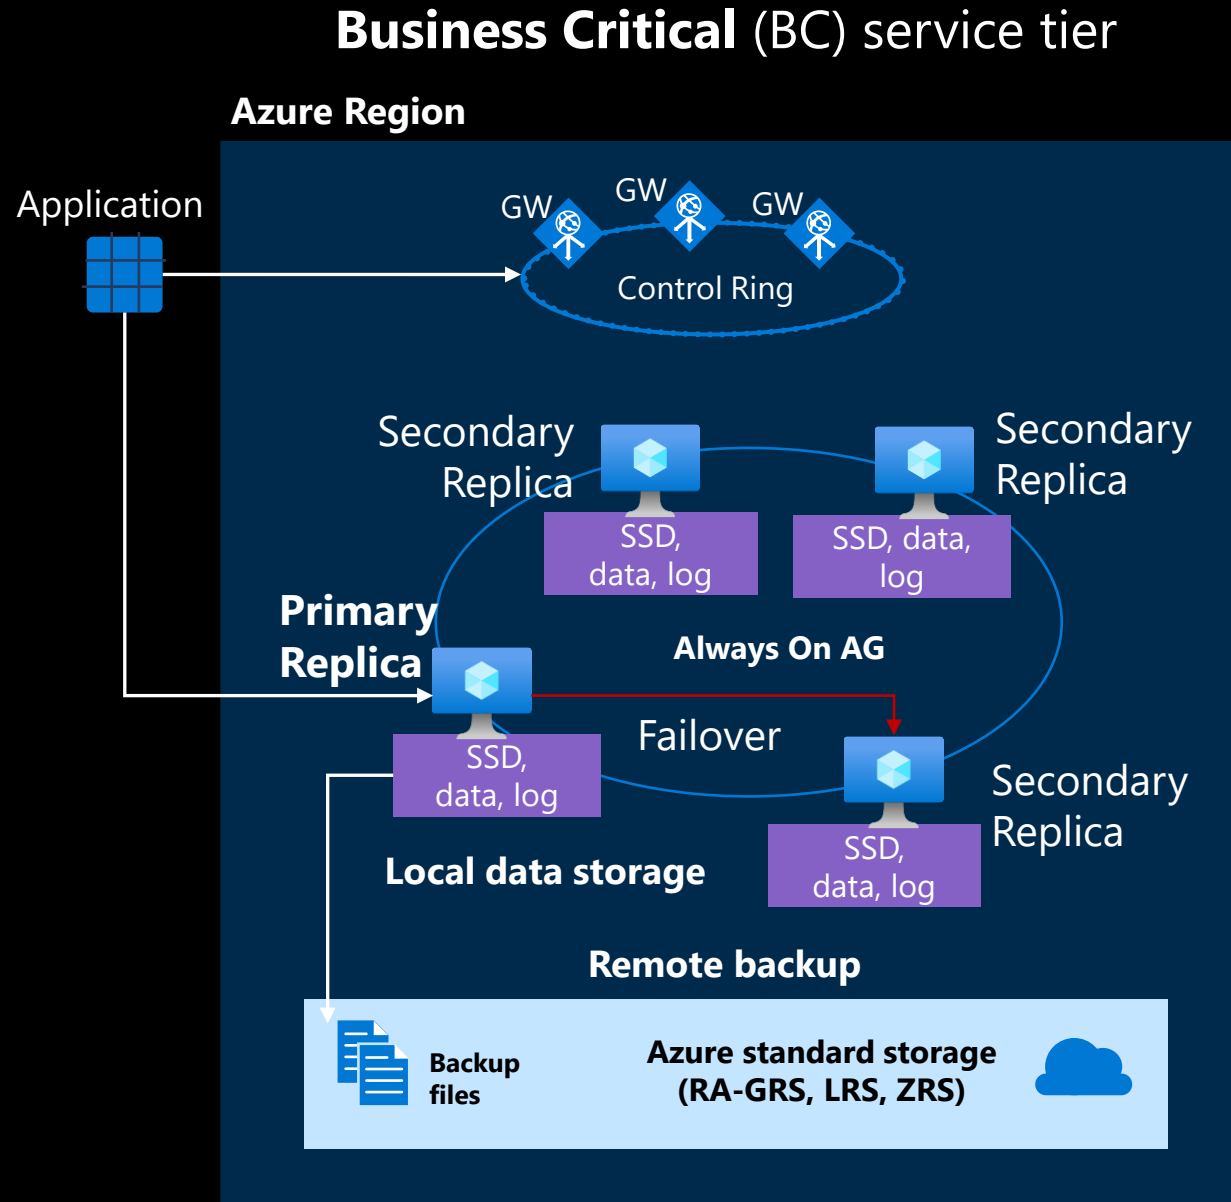 Business Critical (BC) service tier
Azure Region
Application
GW
GW
GW
Control Ring
Secondary
Replica
Secondary
Replica
SSD,
data, log
SSD, data,
log
Primary
Replica
Always On AG
Failover
SSD,
data, log
Secondary
Replica
SSD,
data, log
Local data storage
Remote backup
Backup
files
Azure standard storage
(RA-GRS, LRS, ZRS)